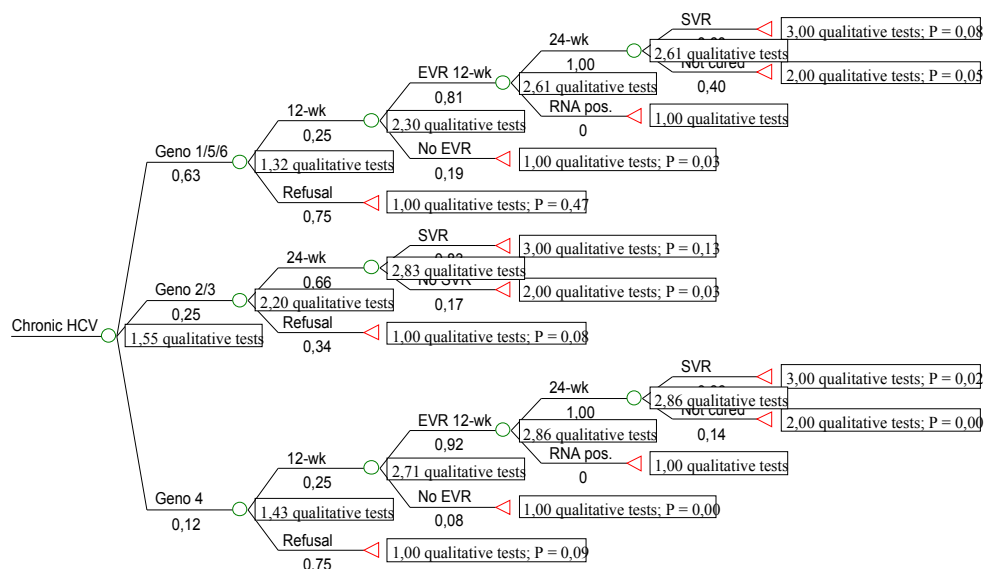 SVR
3,00 qualitative tests; P = 0,08
24-wk
2,61 qualitative tests
1,00
Not cured
2,00 qualitative tests; P = 0,05
0,40
EVR 12-wk
2,61 qualitative tests
0,81
RNA pos.
1,00 qualitative tests
0
12-wk
2,30 qualitative tests
0,25
No EVR
1,00 qualitative tests; P = 0,03
0,19
Geno 1/5/6
1,32 qualitative tests
0,63
Refusal
1,00 qualitative tests; P = 0,47
0,75
SVR
3,00 qualitative tests; P = 0,13
24-wk
2,83 qualitative tests
0,66
No SVR
2,00 qualitative tests; P = 0,03
0,17
Geno 2/3
2,20 qualitative tests
0,25
Refusal
1,00 qualitative tests; P = 0,08
0,34
Chronic HCV
1,55 qualitative tests
SVR
3,00 qualitative tests; P = 0,02
24-wk
2,86 qualitative tests
1,00
Not cured
2,00 qualitative tests; P = 0,00
0,14
EVR 12-wk
2,86 qualitative tests
0,92
RNA pos.
1,00 qualitative tests
0
12-wk
2,71 qualitative tests
0,25
No EVR
1,00 qualitative tests; P = 0,00
0,08
Geno 4
1,43 qualitative tests
0,12
Refusal
1,00 qualitative tests; P = 0,09
0,75